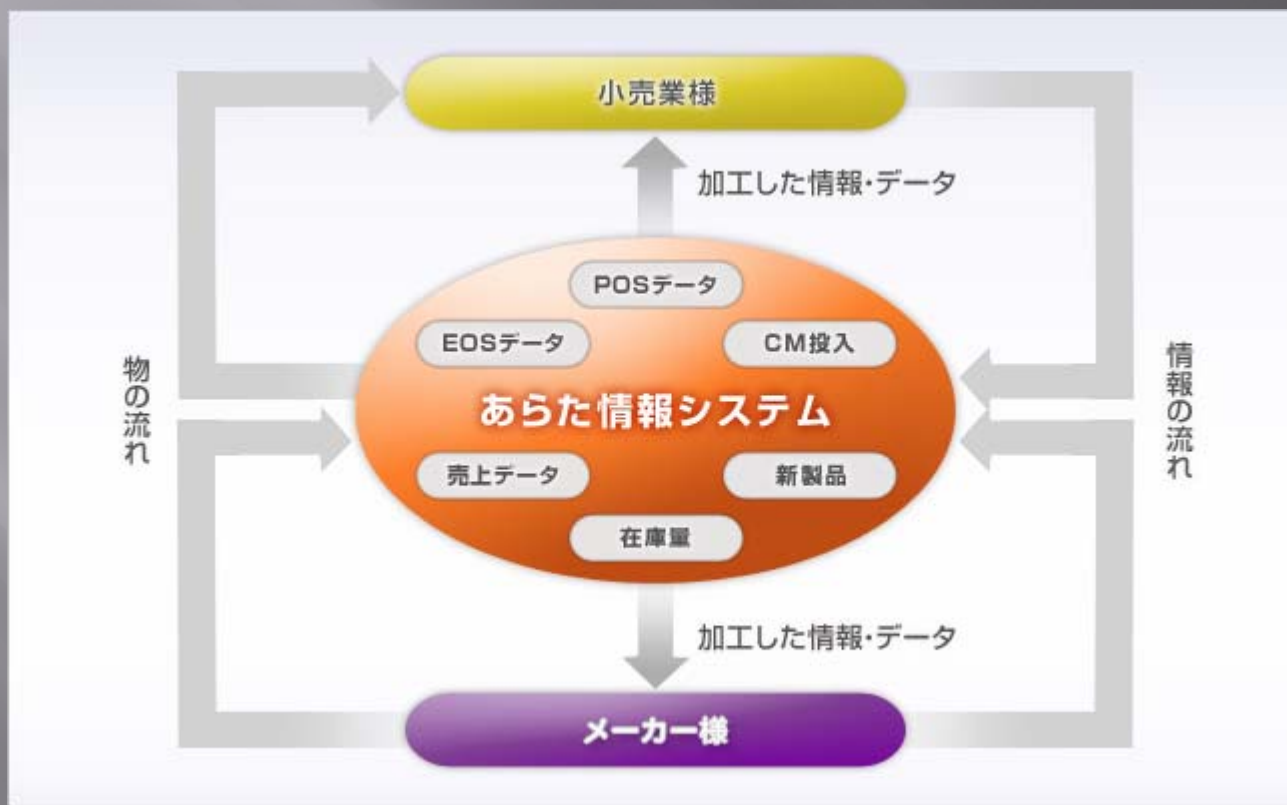 小売業様
加工した情報・データ
POSデータ
EOSデータ
CM投入
物の流れ
あらた情報システム
情報の流れ
売上データ
新製品
在庫量
加工した情報・データ
メーカー様